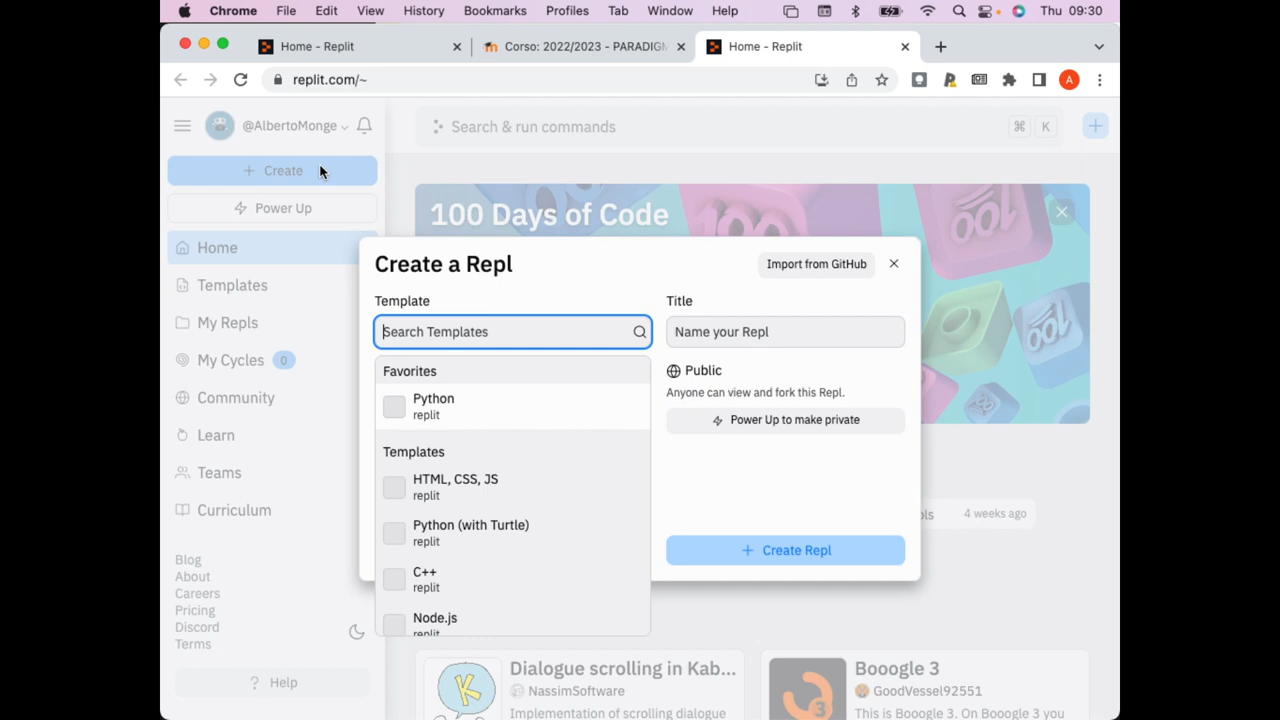 Chrome File Edit View History Bookmarks Profiles Tab Window Help Thu 09:30
Home - Replit
Corso: 2022/2023 - PARADIGM
Home - Replit
replit.com/~
A
@AlbertoMonge
Search & run commands
⌘ K
+ Create
Power Up
Home
Templates
My Repls
My Cycles 0
Community
Learn
Teams
Curriculum
Blog
About
Careers
Pricing
Discord
Terms
? Help
100 Days of Code
Create a Repl
Import from GitHub
Template
Search Templates
Favorites
Python
replit
Templates
HTML, CSS, JS
replit
Python (with Turtle)
replit
C++
replit
Node.js
replit
Title
Name your Repl
Public
Anyone can view and fork this Repl.
Power Up to make private
+ Create Repl
4 weeks ago
Dialogue scrolling in Kab...
NassimSoftware
Implementation of scrolling dialogue
Booogle 3
GoodVessel92551
This is Booogle 3. On Booogle 3 you